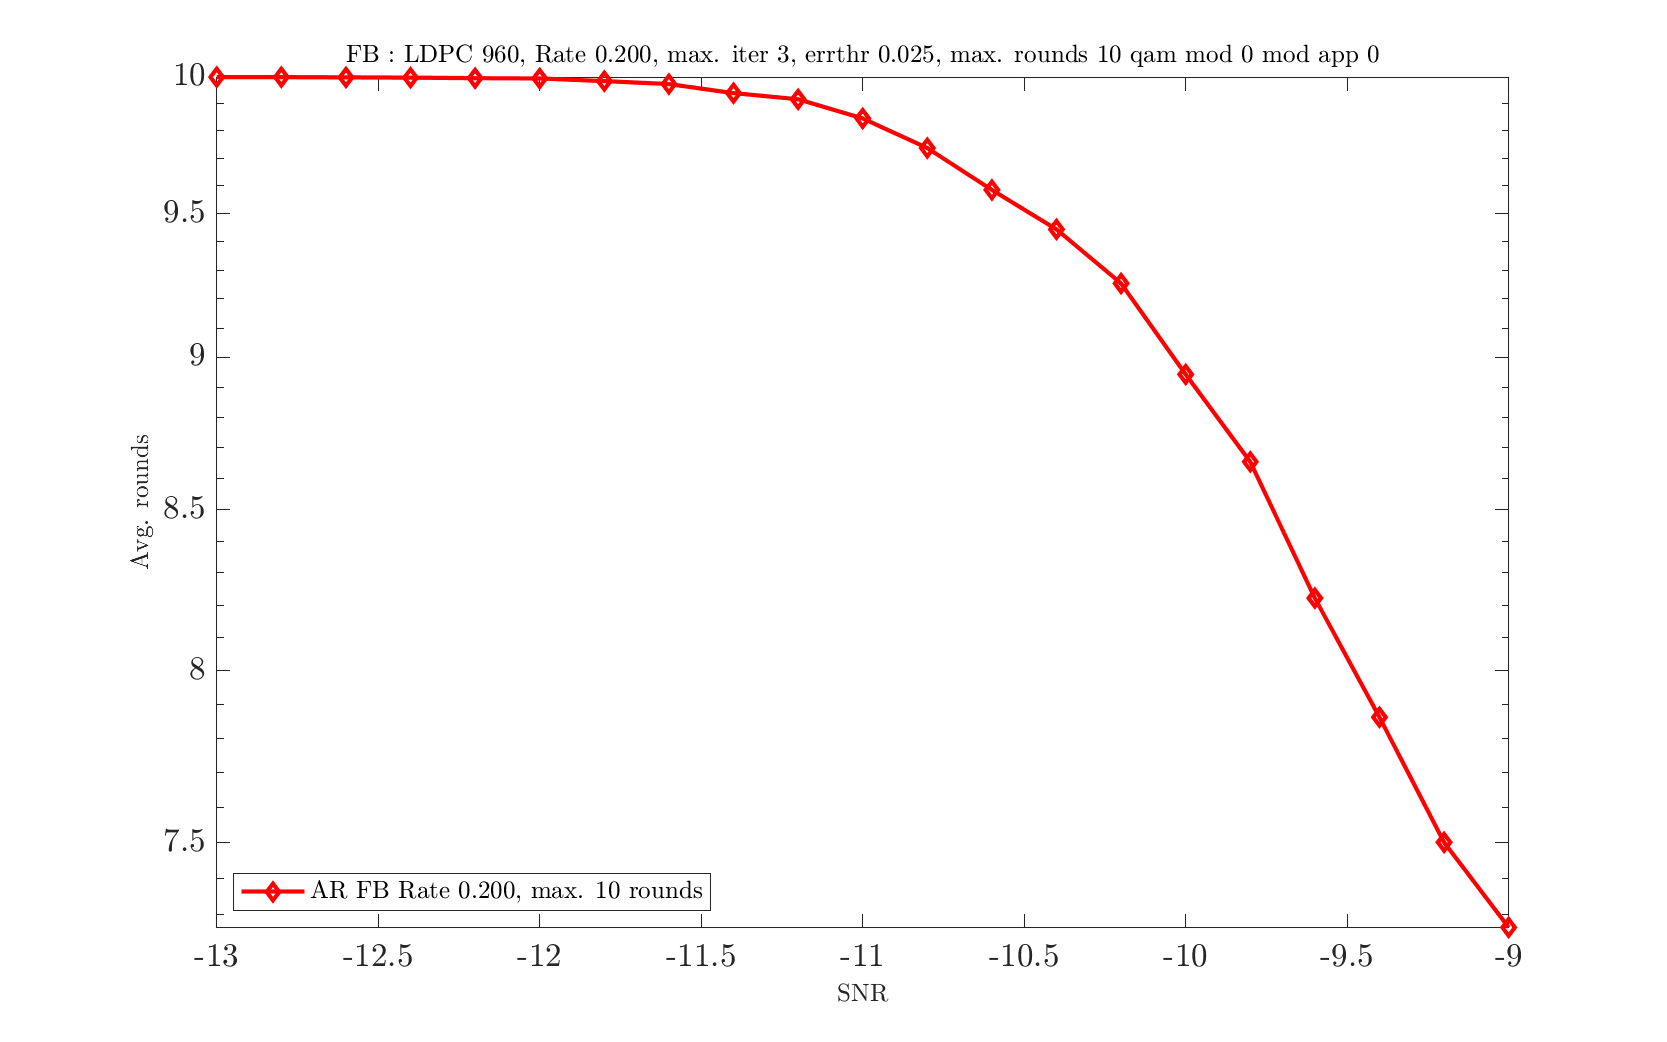 FB : LDPC 960, Rate 0.200, max. iter 3, errthr 0.025, max. rounds 10 qam mod 0 mod app 0
10
9.5
9
8.5
8
7.5
Avg. rounds
AR FB Rate 0.200, max. 10 rounds
-13 -12.5 -12 -11.5 -11 -10.5 -10 -9.5 -9
SNR